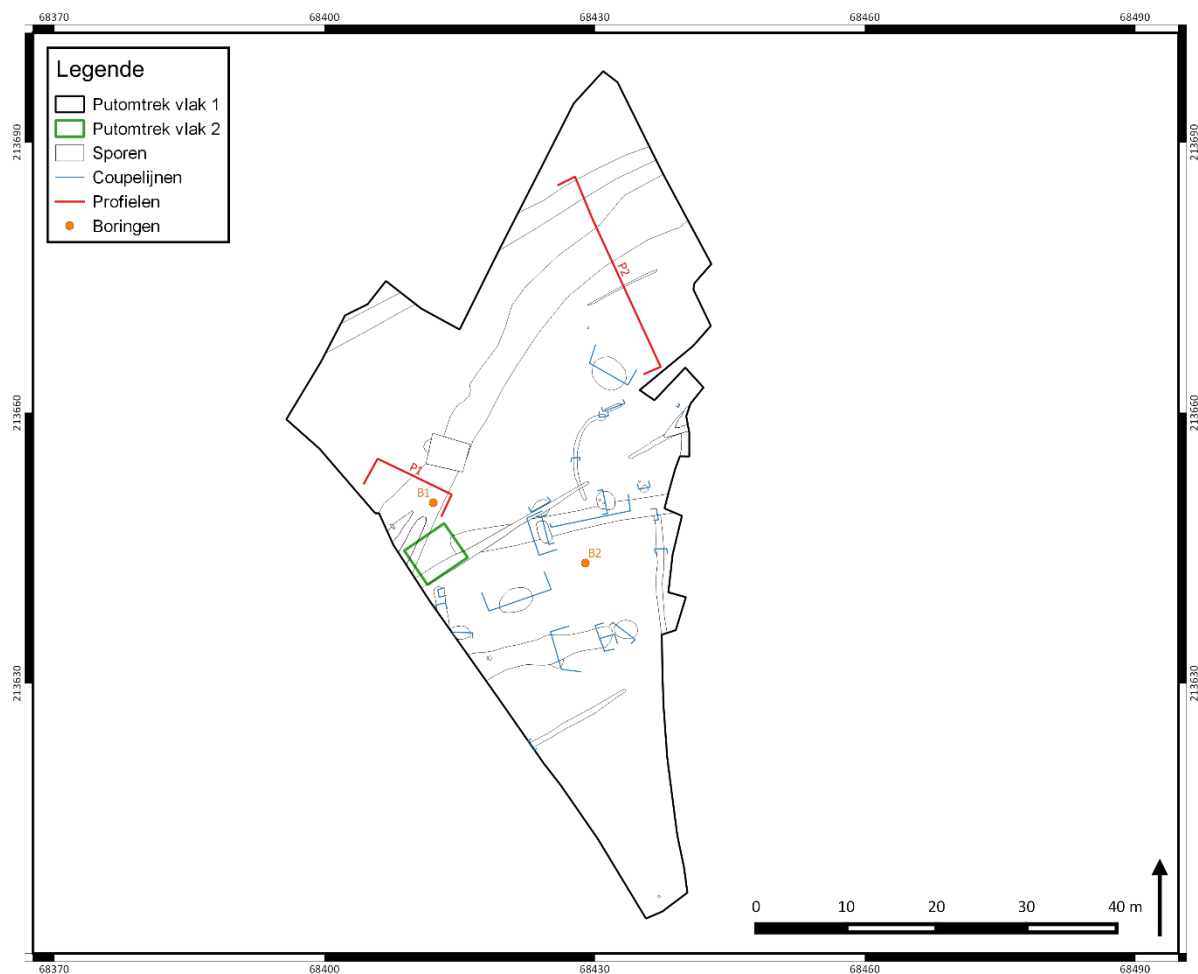 68370 68400 68430 68460 68490
Legende
Putomtrek vlak 1
Putomtrek vlak 2
Sporen
Coupelijnen
Profielen
Boringen
213690 213690
P2
213660 213660
P1
B1
B2
213630 213630
0 10 20 30 40 m
68370 68400 68430 68460 68490